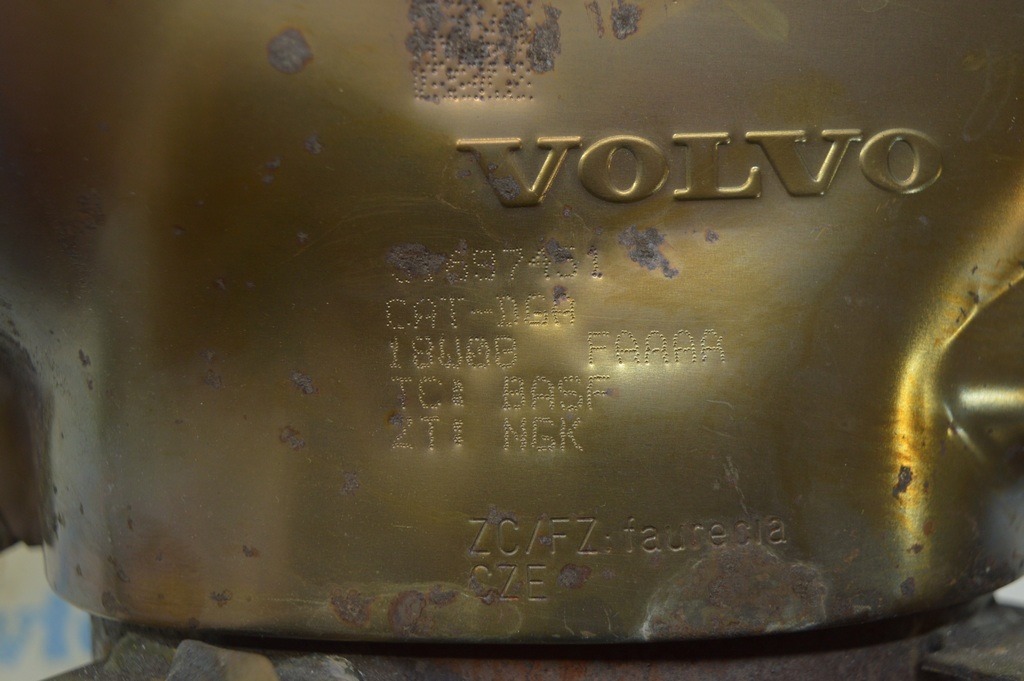 VOLVO
CAT-DGA
18W08 FAAAA
TC: BASF
ZT: NGK
ZC/FZ: faurecia
CZE